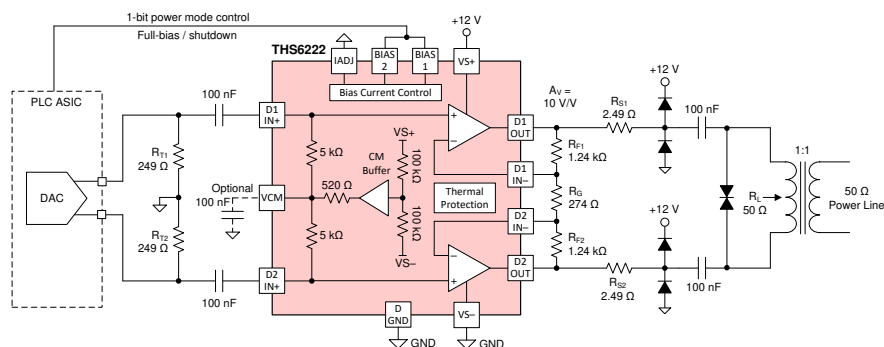 1-bit power mode control
Full-bias / shutdown
+12 V
THS6222
IADJ
BIAS 2
BIAS 1
VS+
Bias Current Control
PLC ASIC
DAC
100 nF
RT1
249 Ω
RT2
249 Ω
100 nF
D1 IN+
Optional
100 nF
VCM
D2 IN+
5 kΩ
520 Ω
5 kΩ
CM Buffer
VS+
100 kΩ
100 kΩ
VS–
Thermal Protection
D1 OUT
D1 IN–
D2 IN–
D2 OUT
D GND
GND
VS–
GND
AV = 10 V/V
RF1
1.24 kΩ
RG
274 Ω
RF2
1.24 kΩ
RS1
2.49 Ω
RS2
2.49 Ω
+12 V
100 nF
+12 V
100 nF
1:1
RL
50 Ω
50 Ω
Power Line